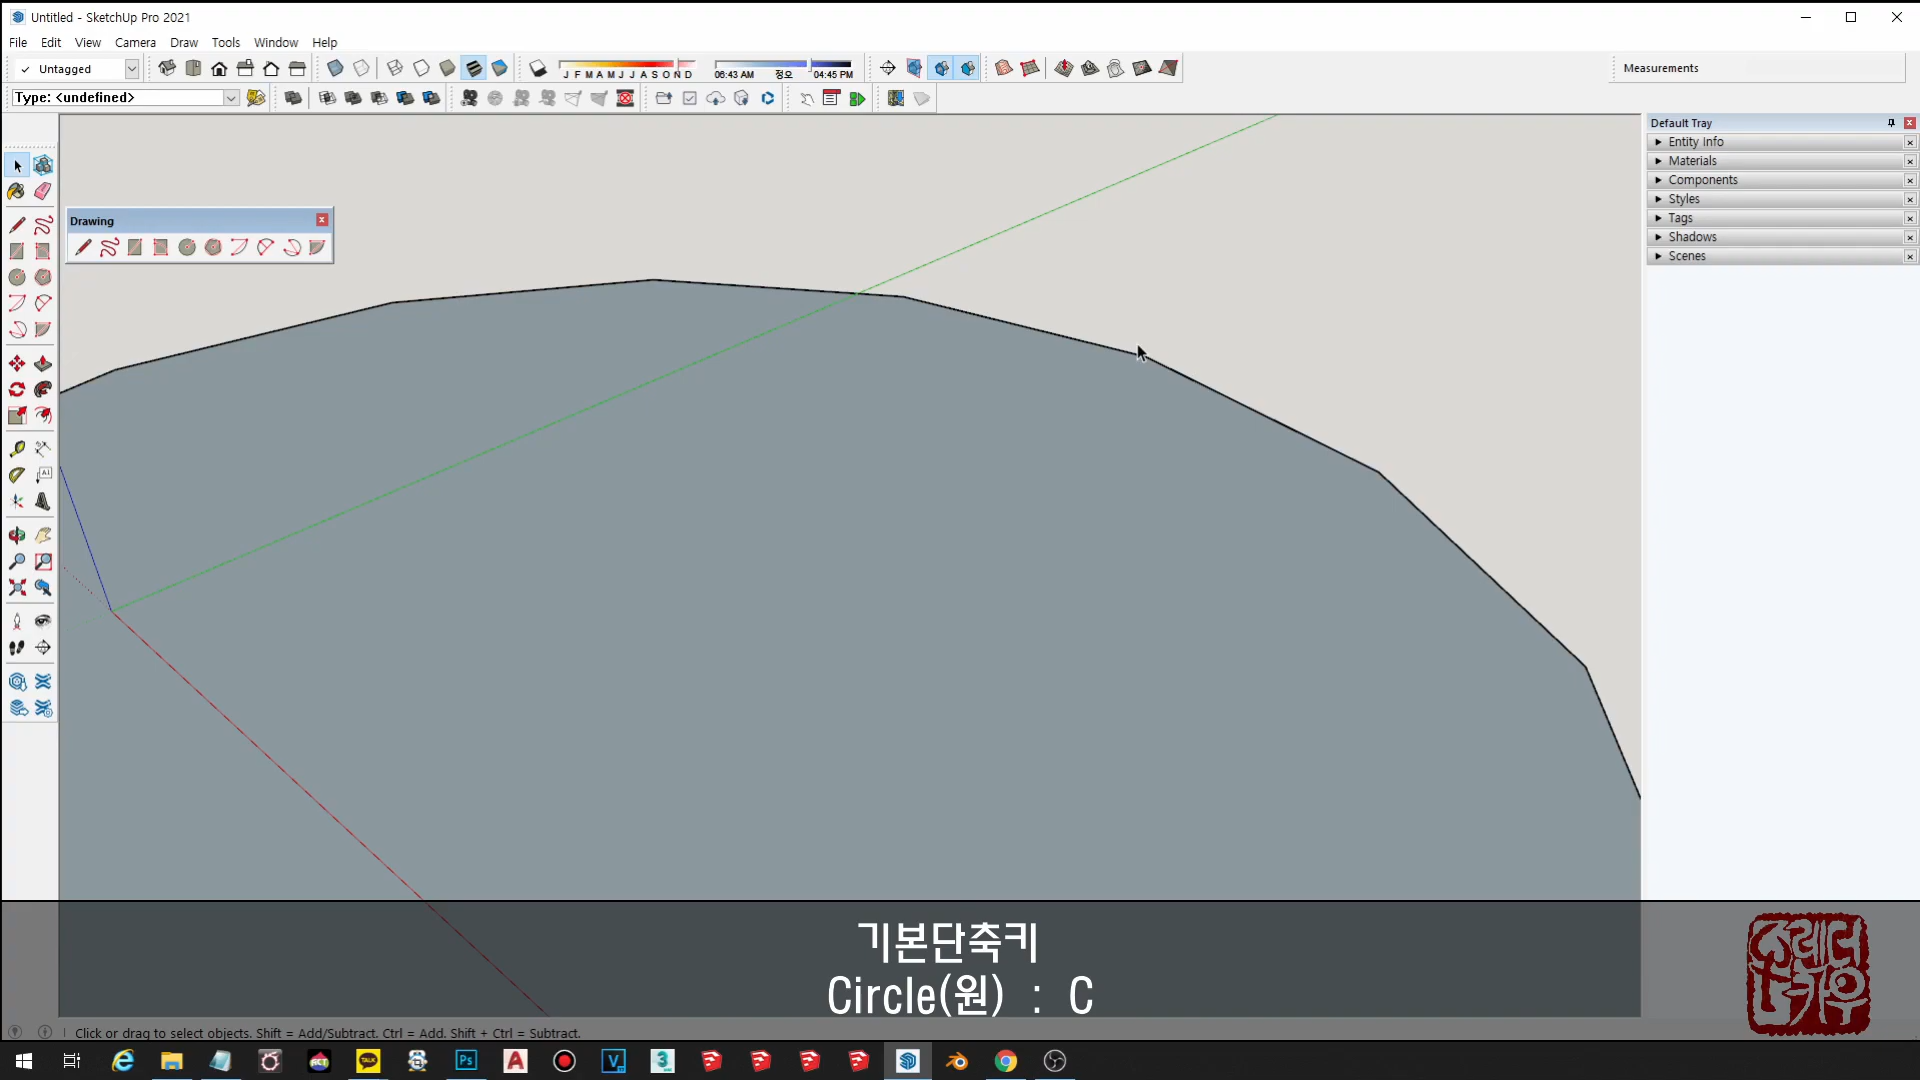 Untitled - SketchUp Pro 2021
File Edit View Camera Draw Tools Window Help
Untagged
J F M A M J J A S O N D
06:43 AM 정오 04:45 PM
Measurements
Type: <undefined>
Default Tray
Entity Info
Materials
Components
Styles
Tags
Shadows
Scenes
Drawing
기본단축키
Circle(원) : C
Click or drag to select objects. Shift = Add/Subtract. Ctrl = Add. Shift + Ctrl = Subtract.